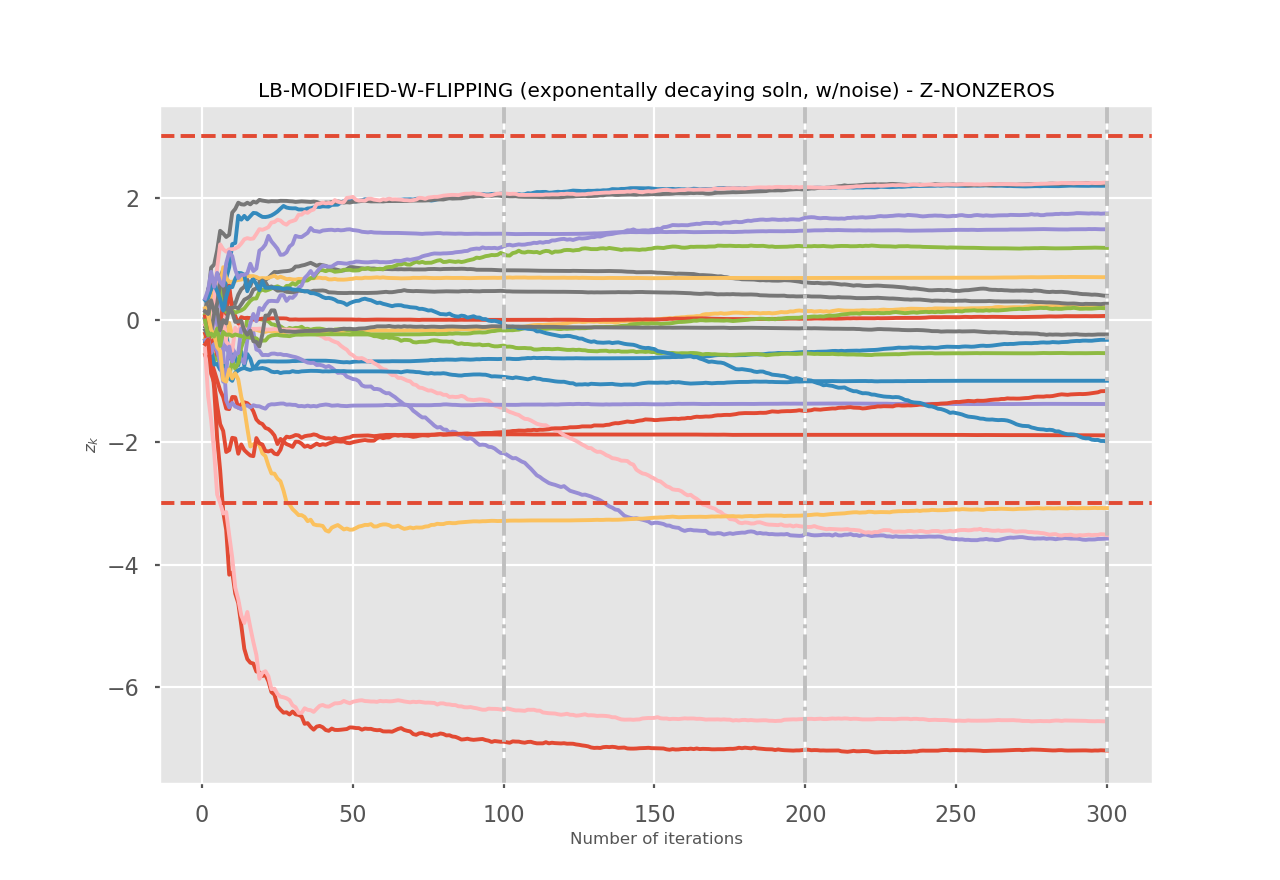 LB-MODIFIED-W-FLIPPING (exponentially decaying soln, w/noise) - Z-NONZEROS
2
0
−2
−4
−6
z_k
0 50 100 150 200 250 300
Number of iterations